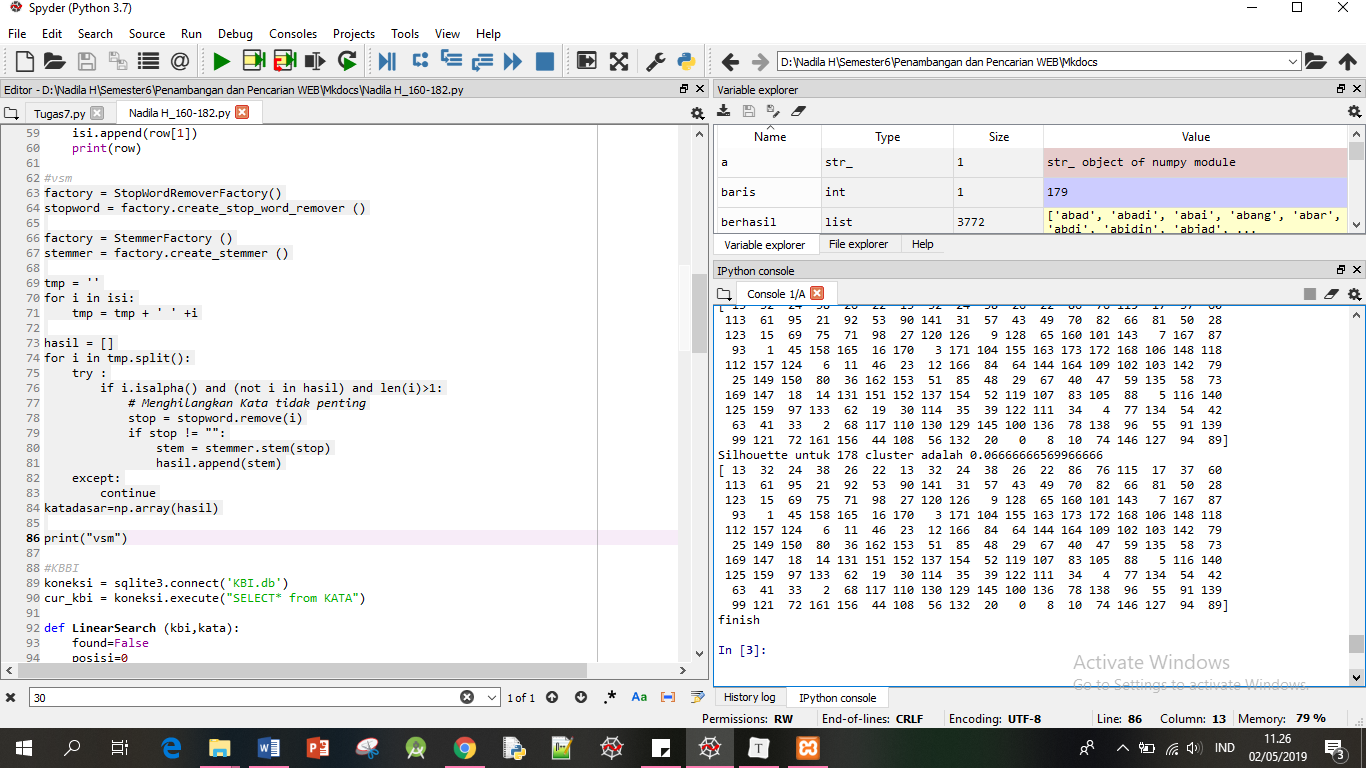 Spyder (Python 3.7)
File Edit Search Source Run Debug Consoles Projects Tools View Help
D:\Nadila H\Semester6\Penambangan dan Pencarian WEB\Mkdocs
Editor - D:\Nadila H\Semester6\Penambangan dan Pencarian WEB\Mkdocs\Nadila H_160-182.py
Tugas7.py Nadila H_160-182.py
59 isi.append(row[1])
60 print(row)
61
62 #vsm
63 factory = StopWordRemoverFactory()
64 stopword = factory.create_stop_word_remover ()
65
66 factory = StemmerFactory ()
67 stemmer = factory.create_stemmer ()
68
69 tmp = ''
70 for i in isi:
71 tmp = tmp + ' ' +i
72
73 hasil = []
74 for i in tmp.split():
75 try :
76 if i.isalpha() and (not i in hasil) and len(i)>1:
77 # Menghilangkan Kata tidak penting
78 stop = stopword.remove(i)
79 if stop != "":
80 stem = stemmer.stem(stop)
81 hasil.append(stem)
82 except:
83 continue
84 katadasar=np.array(hasil)
85
86 print("vsm")
87
88 #KBBI
89 koneksi = sqlite3.connect('KBI.db')
90 cur_kbi = koneksi.execute("SELECT* from KATA")
91
92 def LinearSearch (kbi,kata):
93 found=False
94 posisi=0
30 1 of 1 Aa
Variable explorer
Name Type Size Value
a str_ 1 str_ object of numpy module
baris int 1 179
berhasil list 3772 ['abad', 'abadi', 'abai', 'abang', 'abar',
'abdi', 'abidin', 'abjad', ...
Variable explorer File explorer Help
IPython console
Console 1/A
[ 13 32 24 38 26 22 13 32 24 38 26 22 86 76 115 17 37 60
113 61 95 21 92 53 90 141 31 57 43 49 70 82 66 81 50 28
123 15 69 75 71 98 27 120 126 9 128 65 160 101 143 7 167 87
93 1 45 158 165 16 170 3 171 104 155 163 173 172 168 106 148 118
112 157 124 6 11 46 23 12 166 84 64 144 164 109 102 103 142 79
25 149 150 80 36 162 153 51 85 48 29 67 40 47 59 135 58 73
169 147 18 14 131 151 152 137 154 52 119 107 83 105 88 5 116 140
125 159 97 133 62 19 30 114 35 39 122 111 34 4 77 134 54 42
63 41 33 2 68 117 110 130 129 145 100 136 78 138 96 55 91 139
99 121 72 161 156 44 108 56 132 20 0 8 10 74 146 127 94 89]
Silhouette untuk 178 cluster adalah 0.06666666569966666
[ 13 32 24 38 26 22 13 32 24 38 26 22 86 76 115 17 37 60
113 61 95 21 92 53 90 141 31 57 43 49 70 82 66 81 50 28
123 15 69 75 71 98 27 120 126 9 128 65 160 101 143 7 167 87
93 1 45 158 165 16 170 3 171 104 155 163 173 172 168 106 148 118
112 157 124 6 11 46 23 12 166 84 64 144 164 109 102 103 142 79
25 149 150 80 36 162 153 51 85 48 29 67 40 47 59 135 58 73
169 147 18 14 131 151 152 137 154 52 119 107 83 105 88 5 116 140
125 159 97 133 62 19 30 114 35 39 122 111 34 4 77 134 54 42
63 41 33 2 68 117 110 130 129 145 100 136 78 138 96 55 91 139
99 121 72 161 156 44 108 56 132 20 0 8 10 74 146 127 94 89]
finish
In [3]:
Activate Windows
Go to Settings to activate Windows.
History log IPython console
Permissions: RW End-of-lines: CRLF Encoding: UTF-8 Line: 86 Column: 13 Memory: 79 %
IND 11.26
02/05/2019 3